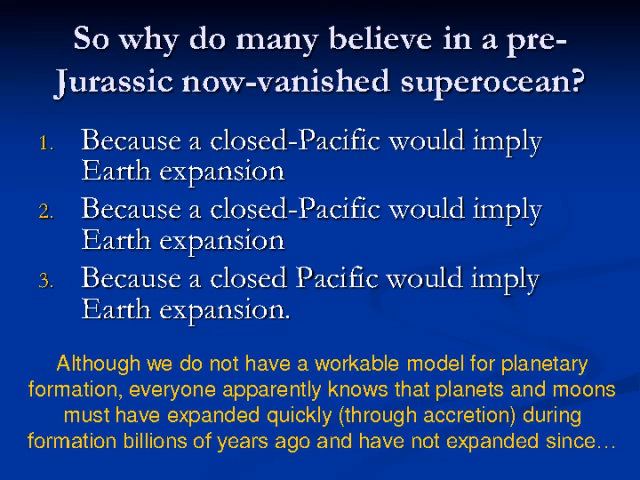 So why do many believe in a pre-
Jurassic now-vanished superocean?
1. Because a closed-Pacific would imply
Earth expansion
2. Because a closed-Pacific would imply
Earth expansion
3. Because a closed Pacific would imply
Earth expansion.
Although we do not have a workable model for planetary
formation, everyone apparently knows that planets and moons
must have expanded quickly (through accretion) during
formation billions of years ago and have not expanded since…